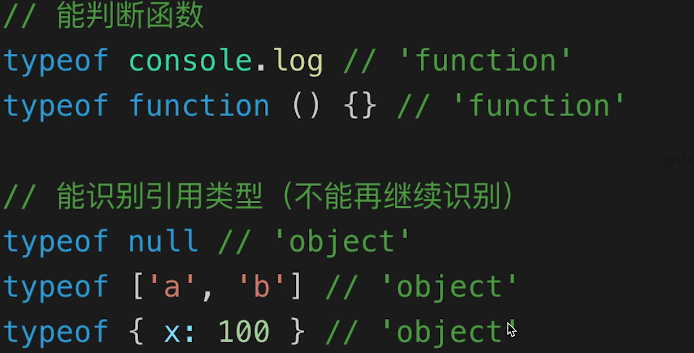 // 能判断函数
typeof console.log // 'function'
typeof function () {} // 'function'
// 能识别引用类型（不能再继续识别）
typeof null // 'object'
typeof ['a', 'b'] // 'object'
typeof { x: 100 } // 'object'